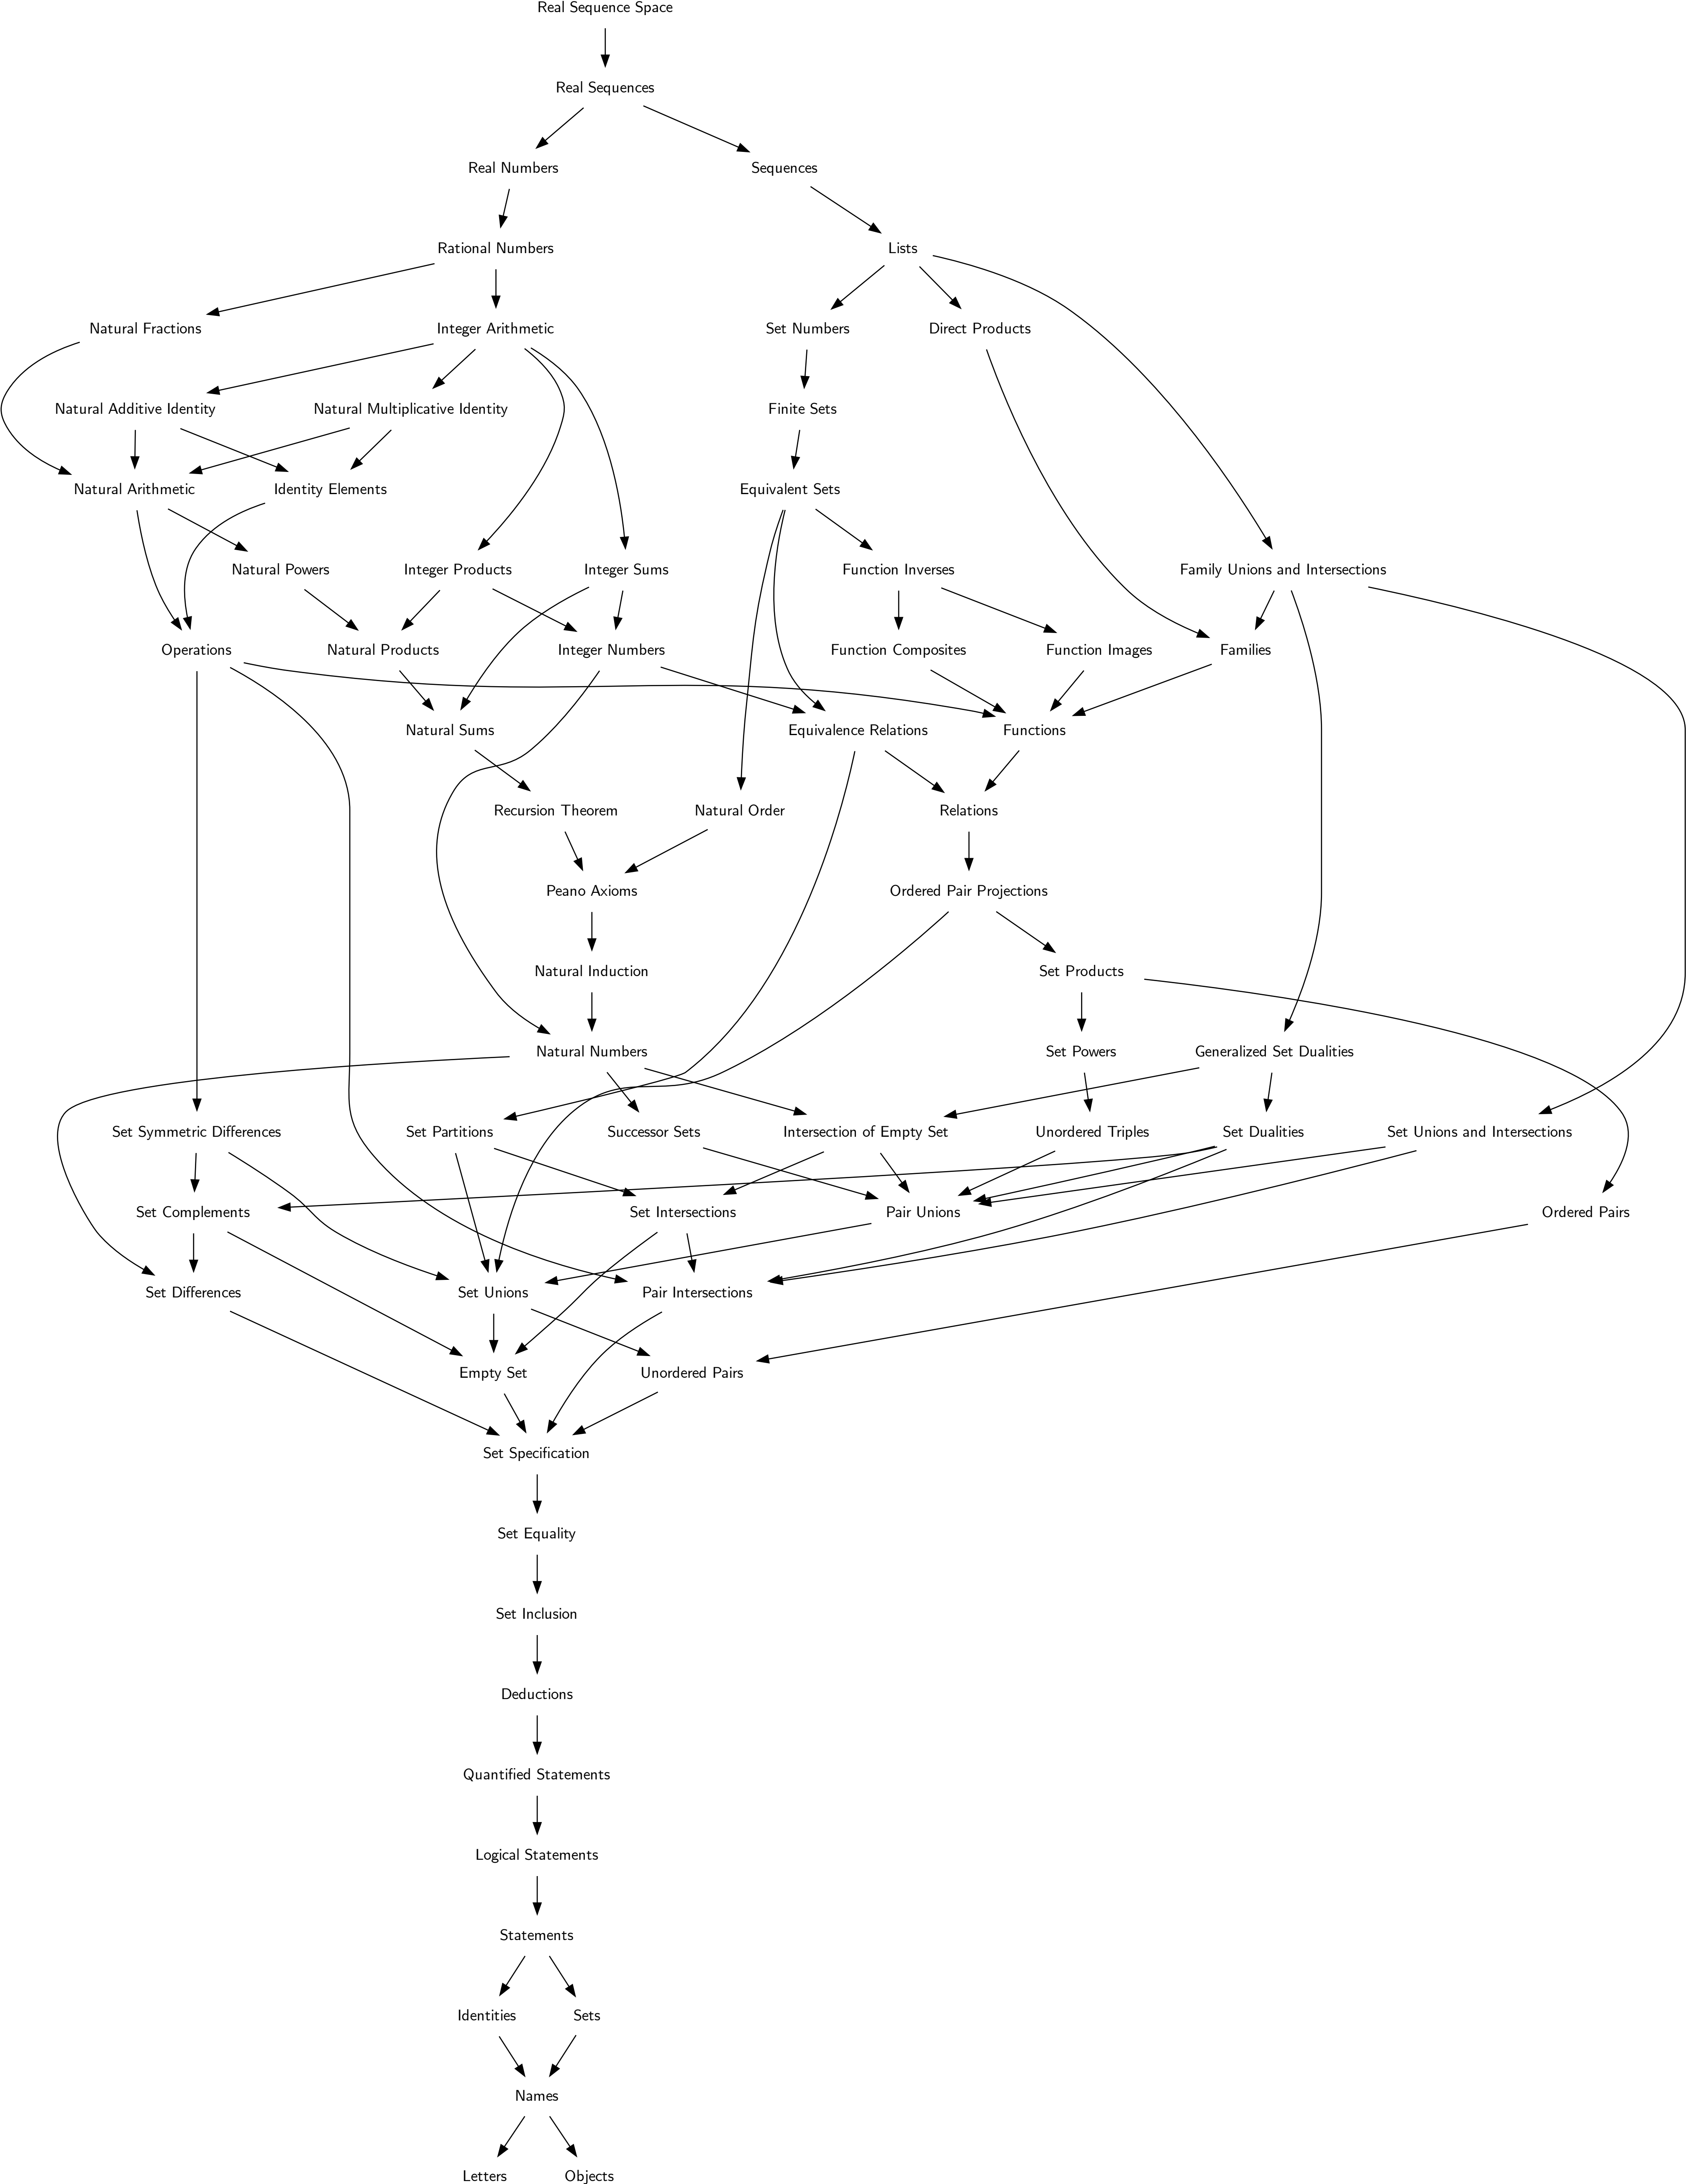 Real Sequence Space
Real Sequences
Real Numbers
Sequences
Rational Numbers
Lists
Natural Fractions
Integer Arithmetic
Set Numbers
Direct Products
Natural Additive Identity
Natural Multiplicative Identity
Finite Sets
Natural Arithmetic
Identity Elements
Equivalent Sets
Natural Powers
Integer Products
Integer Sums
Function Inverses
Family Unions and Intersections
Operations
Natural Products
Integer Numbers
Function Composites
Function Images
Families
Natural Sums
Equivalence Relations
Functions
Recursion Theorem
Natural Order
Relations
Peano Axioms
Ordered Pair Projections
Natural Induction
Set Products
Natural Numbers
Set Powers
Generalized Set Dualities
Set Symmetric Differences
Set Partitions
Successor Sets
Intersection of Empty Set
Unordered Triples
Set Dualities
Set Unions and Intersections
Set Complements
Set Intersections
Pair Unions
Ordered Pairs
Set Differences
Set Unions
Pair Intersections
Empty Set
Unordered Pairs
Set Specification
Set Equality
Set Inclusion
Deductions
Quantified Statements
Logical Statements
Statements
Identities
Sets
Names
Letters
Objects